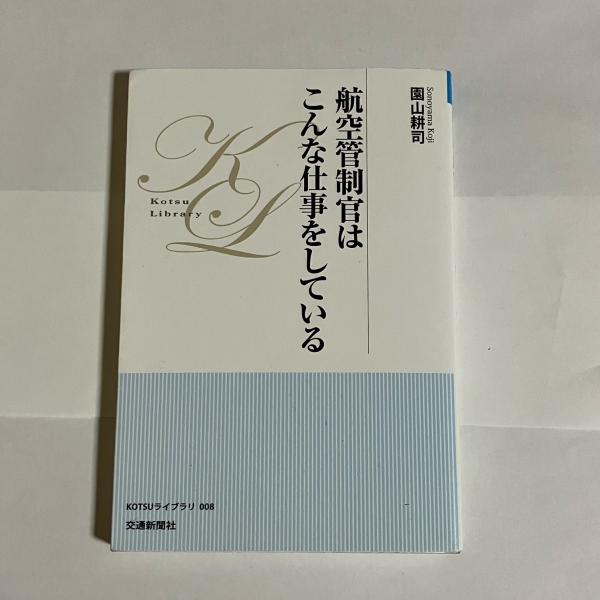 Sonoyama Koji
園山耕司
航空管制官は
こんな仕事をしている
KL
Kotsu
Library
KOTSUライブラリ 008
交通新聞社